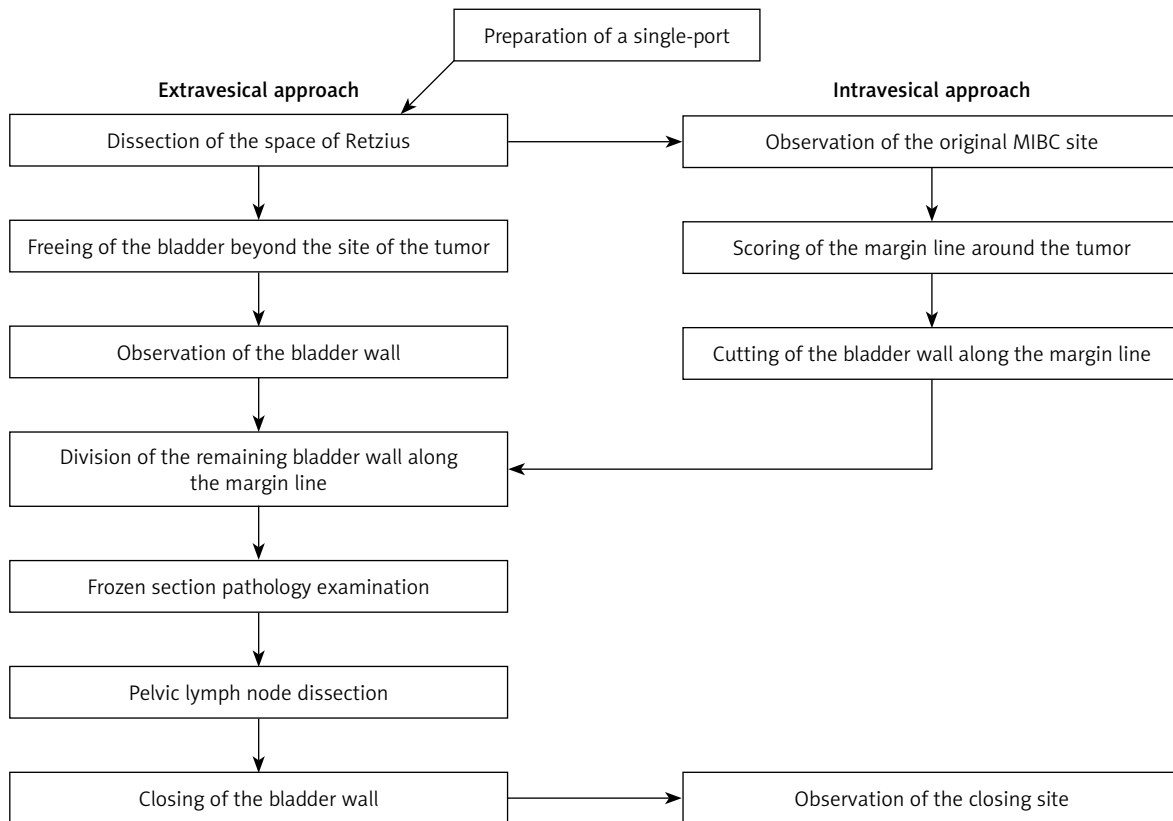 Preparation of a single-port
Extravesical approach
Intravesical approach
Dissection of the space of Retzius
Observation of the original MIBC site
Freeing of the bladder beyond the site of the tumor
Scoring of the margin line around the tumor
Observation of the bladder wall
Cutting of the bladder wall along the margin line
Division of the remaining bladder wall along
the margin line
Frozen section pathology examination
Pelvic lymph node dissection
Closing of the bladder wall
Observation of the closing site